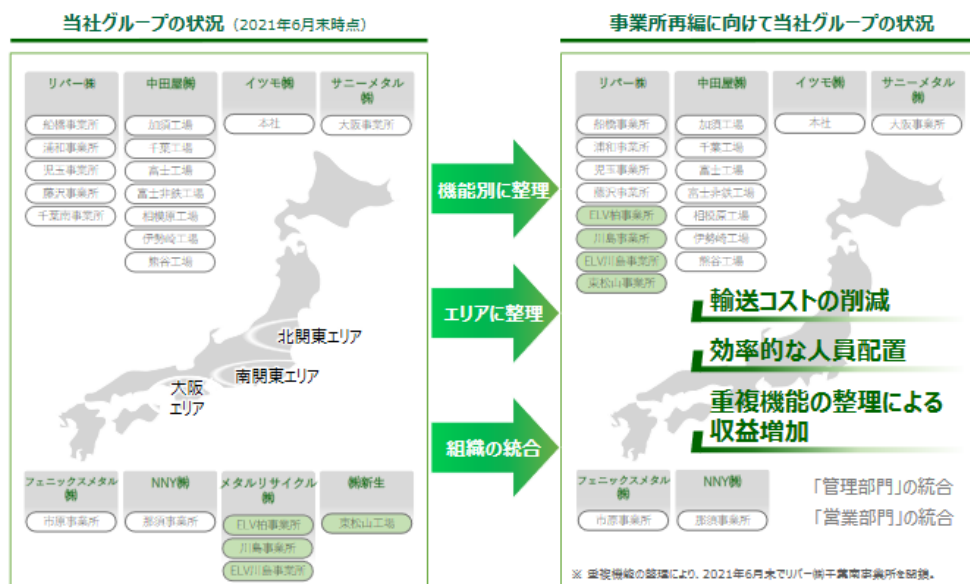 当社グループの状況（2021年6月末時点）
リバー㈱
中田屋㈱
イツモ㈱
サニーメタル
㈱
船橋事業所
加須工場
本社
大阪事業所
浦和事業所
千葉工場
児玉事業所
富士工場
藤沢事業所
富士非鉄工場
千葉南事業所
相模原工場
伊勢崎工場
熊谷工場
北関東エリア
南関東エリア
大阪
エリア
フェニックスメタル
㈱
NNY㈱
メタルリサイクル
㈱
㈱新生
市原事業所
那須事業所
ELV柏事業所
東松山工場
川島事業所
ELV川島事業所
機能別に整理
エリアに整理
組織の統合
事業所再編に向けて当社グループの状況
リバー㈱
中田屋㈱
イツモ㈱
サニーメタル
㈱
船橋事業所
加須工場
本社
大阪事業所
浦和事業所
千葉工場
児玉事業所
富士工場
藤沢事業所
富士非鉄工場
ELV柏事業所
相模原工場
川島事業所
伊勢崎工場
ELV川島事業所
熊谷工場
東松山事業所
輸送コストの削減
効率的な人員配置
重複機能の整理による
収益増加
フェニックスメタル
㈱
NNY㈱
市原事業所
那須事業所
「管理部門」の統合
「営業部門」の統合
※ 重複機能の整理により、2021年6月末でリバー㈱千葉南事業所を閉鎖。